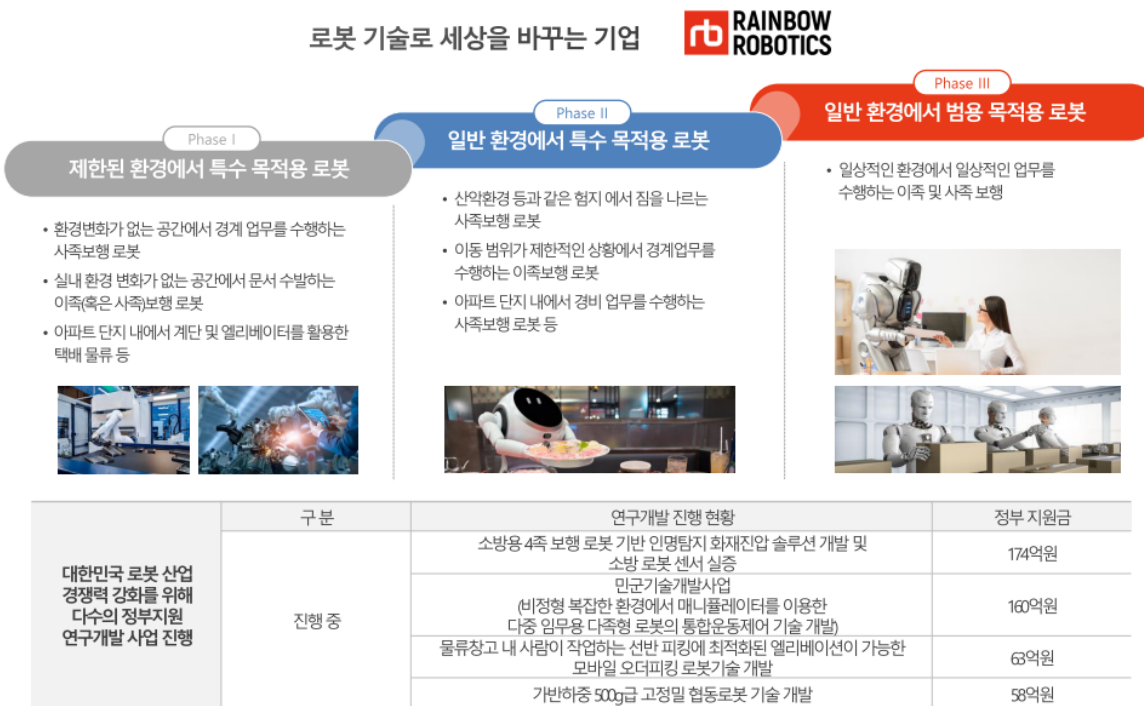 로봇 기술로 세상을 바꾸는 기업
RAINBOW
ROBOTICS
Phase I
제한된 환경에서 특수 목적용 로봇
• 환경변화가 없는 공간에서 경계 업무를 수행하는
사족보행 로봇
• 실내 환경 변화가 없는 공간에서 문서 수발하는
이족(혹은 사족)보행 로봇
• 아파트 단지 내에서 계단 및 엘리베이터를 활용한
택배 물류 등
Phase II
일반 환경에서 특수 목적용 로봇
• 산악환경 등과 같은 험지 에서 짐을 나르는
사족보행 로봇
• 이동 범위가 제한적인 상황에서 경계업무를
수행하는 이족보행 로봇
• 아파트 단지 내에서 경비 업무를 수행하는
사족보행 로봇 등
Phase III
일반 환경에서 범용 목적용 로봇
• 일상적인 환경에서 일상적인 업무를
수행하는 이족 및 사족 보행
대한민국 로봇 산업
경쟁력 강화를 위해
다수의 정부지원
연구개발 사업 진행
구 분
연구개발 진행 현황
정부 지원금
진행 중
소방용 4족 보행 로봇 기반 인명탐지 화재진압 솔루션 개발 및
소방 로봇 센서 실증
174억원
민군기술개발사업
(비정형 복잡한 환경에서 매니퓰레이터를 이용한
다중 임무용 다족형 로봇의 통합운동제어 기술 개발)
160억원
물류창고 내 사람이 작업하는 선반 피킹에 최적화된 엘리베이션이 가능한
모바일 오더피킹 로봇기술 개발
63억원
가반하중 500g급 고정밀 협동로봇 기술 개발
58억원